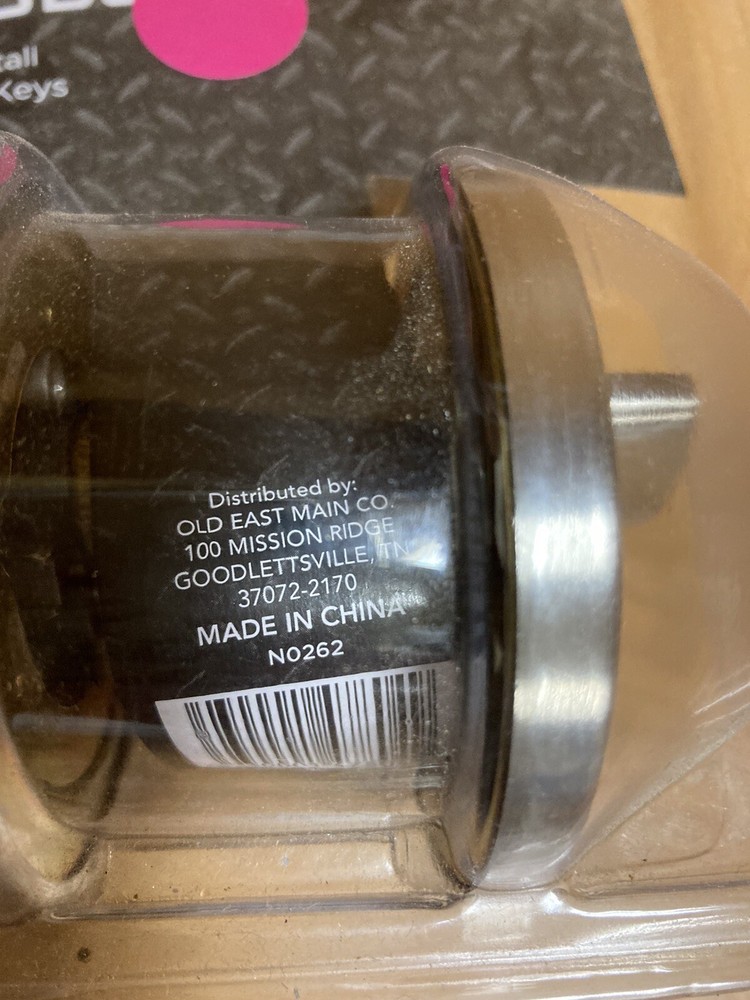 Keys
Distributed by:
OLD EAST MAIN CO.
100 MISSION RIDGE
GOODLETTSVILLE, TN
37072-2170
MADE IN CHINA
N0262